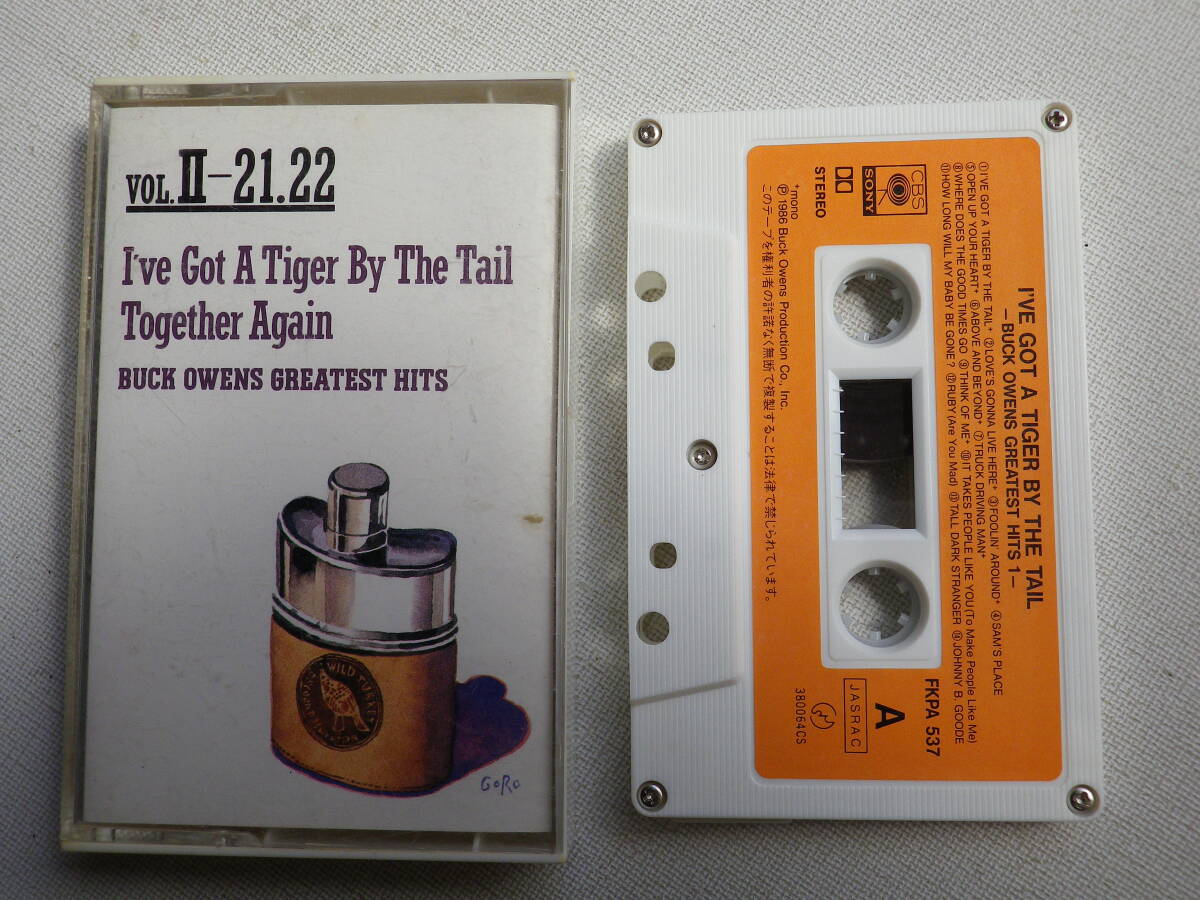 VOL. II-21.22
I've Got A Tiger By The Tail
Together Again
BUCK OWENS GREATEST HITS
WILD TURKEY
GORO
I'VE GOT A TIGER BY THE TAIL
—BUCK OWENS GREATEST HITS 1—
①I'VE GOT A TIGER BY THE TAIL* ②LOVE'S GONNA LIVE HERE* ③FOOLIN' AROUND* ④SAM'S PLACE
⑤OPEN UP YOUR HEART* ⑥ABOVE AND BEYOND* ⑦TRUCK DRIVING MAN*
⑧WHERE DOES THE GOOD TIMES GO ⑨THINK OF ME* ⑩IT TAKES PEOPLE LIKE YOU (To Make People Like Me)
⑪HOW LONG WILL MY BABY BE GONE? ⑫RUBY (Are You Mad) ⑬TALL DARK STRANGER ⑭JOHNNY B. GOODE
CBS
SONY
STEREO
FKPA 537
A
JASRAC
380064CS
*mono
Ⓟ1986 Buck Owens Production Co., Inc.
このテープを権利者の許諾なく無断で複製することは法律で禁じられています。